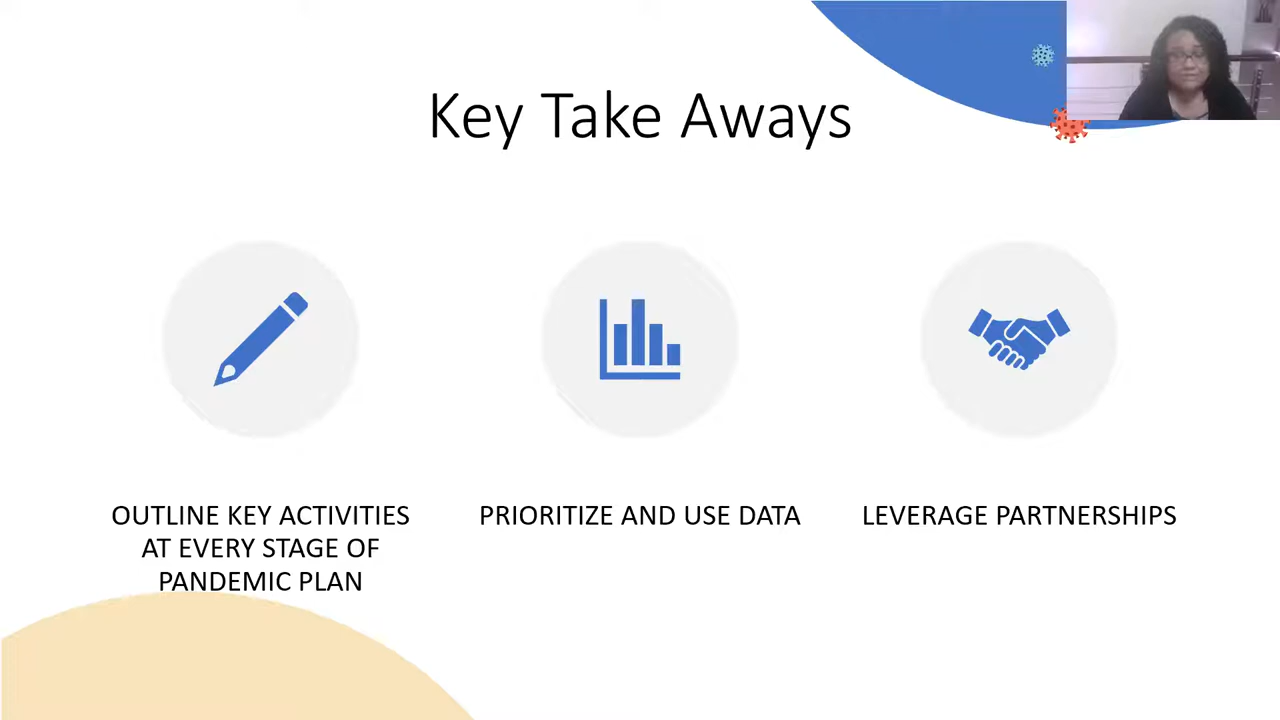 Key Take Aways
OUTLINE KEY ACTIVITIES
AT EVERY STAGE OF
PANDEMIC PLAN
PRIORITIZE AND USE DATA
LEVERAGE PARTNERSHIPS